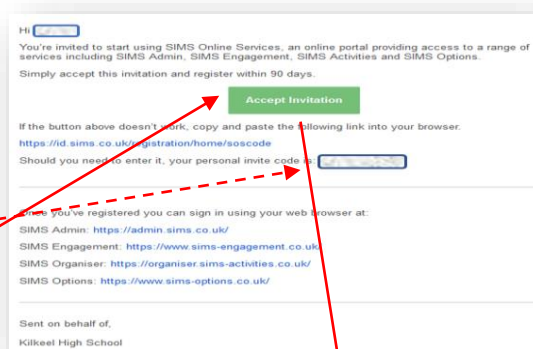 Hi
You're invited to start using SIMS Online Services, an online portal providing access to a range of
services including SIMS Admin, SIMS Engagement, SIMS Activities and SIMS Options.
Simply accept this invitation and register within 90 days.
Accept Invitation
If the button above doesn't work, copy and paste the following link into your browser.
https://id.sims.co.uk/registration/home/soscode
Should you need to enter it, your personal invite code is:
Once you've registered you can sign in using your web browser at:
SIMS Admin: https://admin.sims.co.uk/
SIMS Engagement: https://www.sims-engagement.co.uk/
SIMS Organiser: https://organiser.sims-activities.co.uk/
SIMS Options: https://www.sims-options.co.uk/
Sent on behalf of,
Kilkeel High School